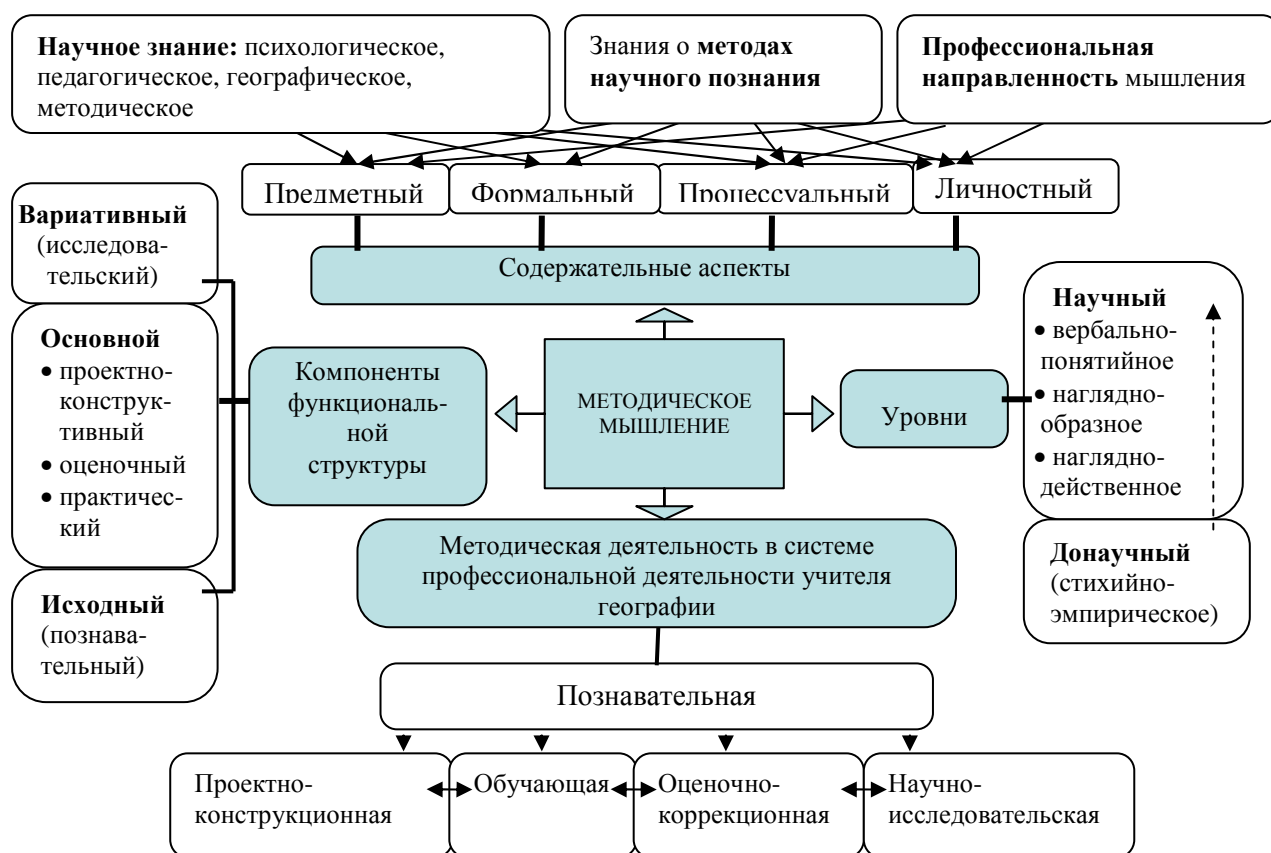 Научное знание: психологическое,
педагогическое, географическое,
методическое
Знания о методах
научного познания
Профессиональная
направленность мышления
Предметный
Формальный
Процессуальный
Личностный
Содержательные аспекты
Вариативный
(исследова-
тельский)
Основной
• проектно-
конструк-
тивный
• оценочный
• практичес-
кий
Исходный
(познава-
тельный)
Компоненты
функциональ-
ной
структуры
МЕТОДИЧЕСКОЕ
МЫШЛЕНИЕ
Уровни
Научный
• вербально-
понятийное
• наглядно-
образное
• наглядно-
действенное
Донаучный
(стихийно-
эмпирическое)
Методическая деятельность в системе
профессиональной деятельности учителя
географии
Познавательная
Проектно-
конструкционная
Обучающая
Оценочно-
коррекционная
Научно-
исследовательская